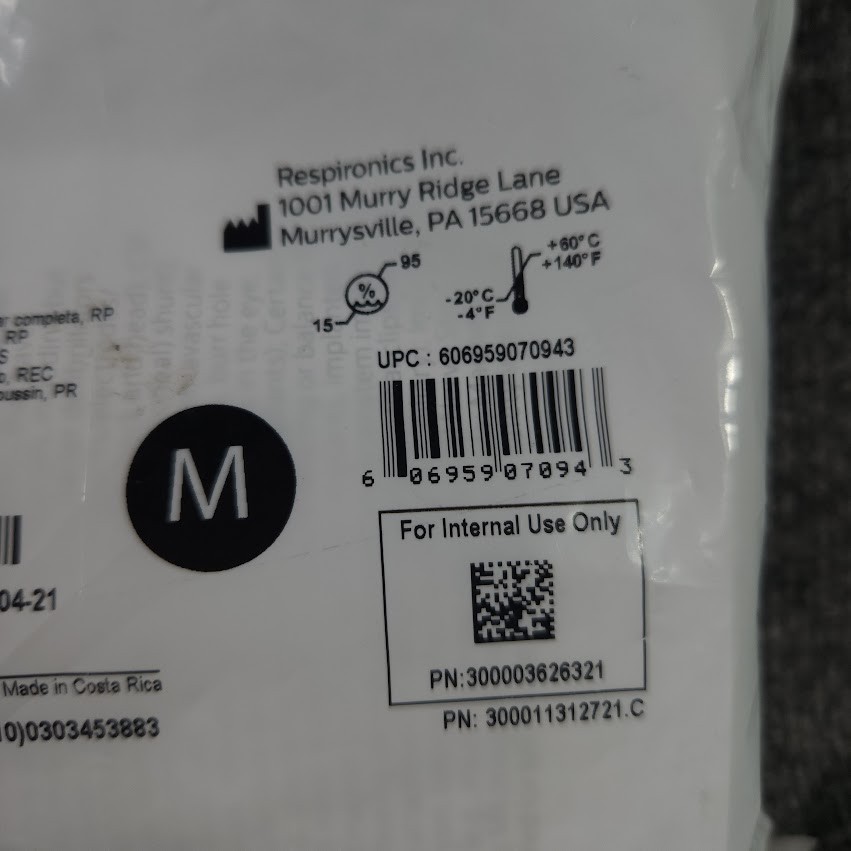 Respironics Inc.
1001 Murry Ridge Lane
Murrysville, PA 15668 USA
95
%
15
+60°C
+140°F
-20°C
-4°F
completa, RP
RP
REC
PR
UPC : 606959070943
6 06959 07094 3
M
For Internal Use Only
04-21
PN:300003626321
Made in Costa Rica
PN: 300011312721.C
10)0303453883